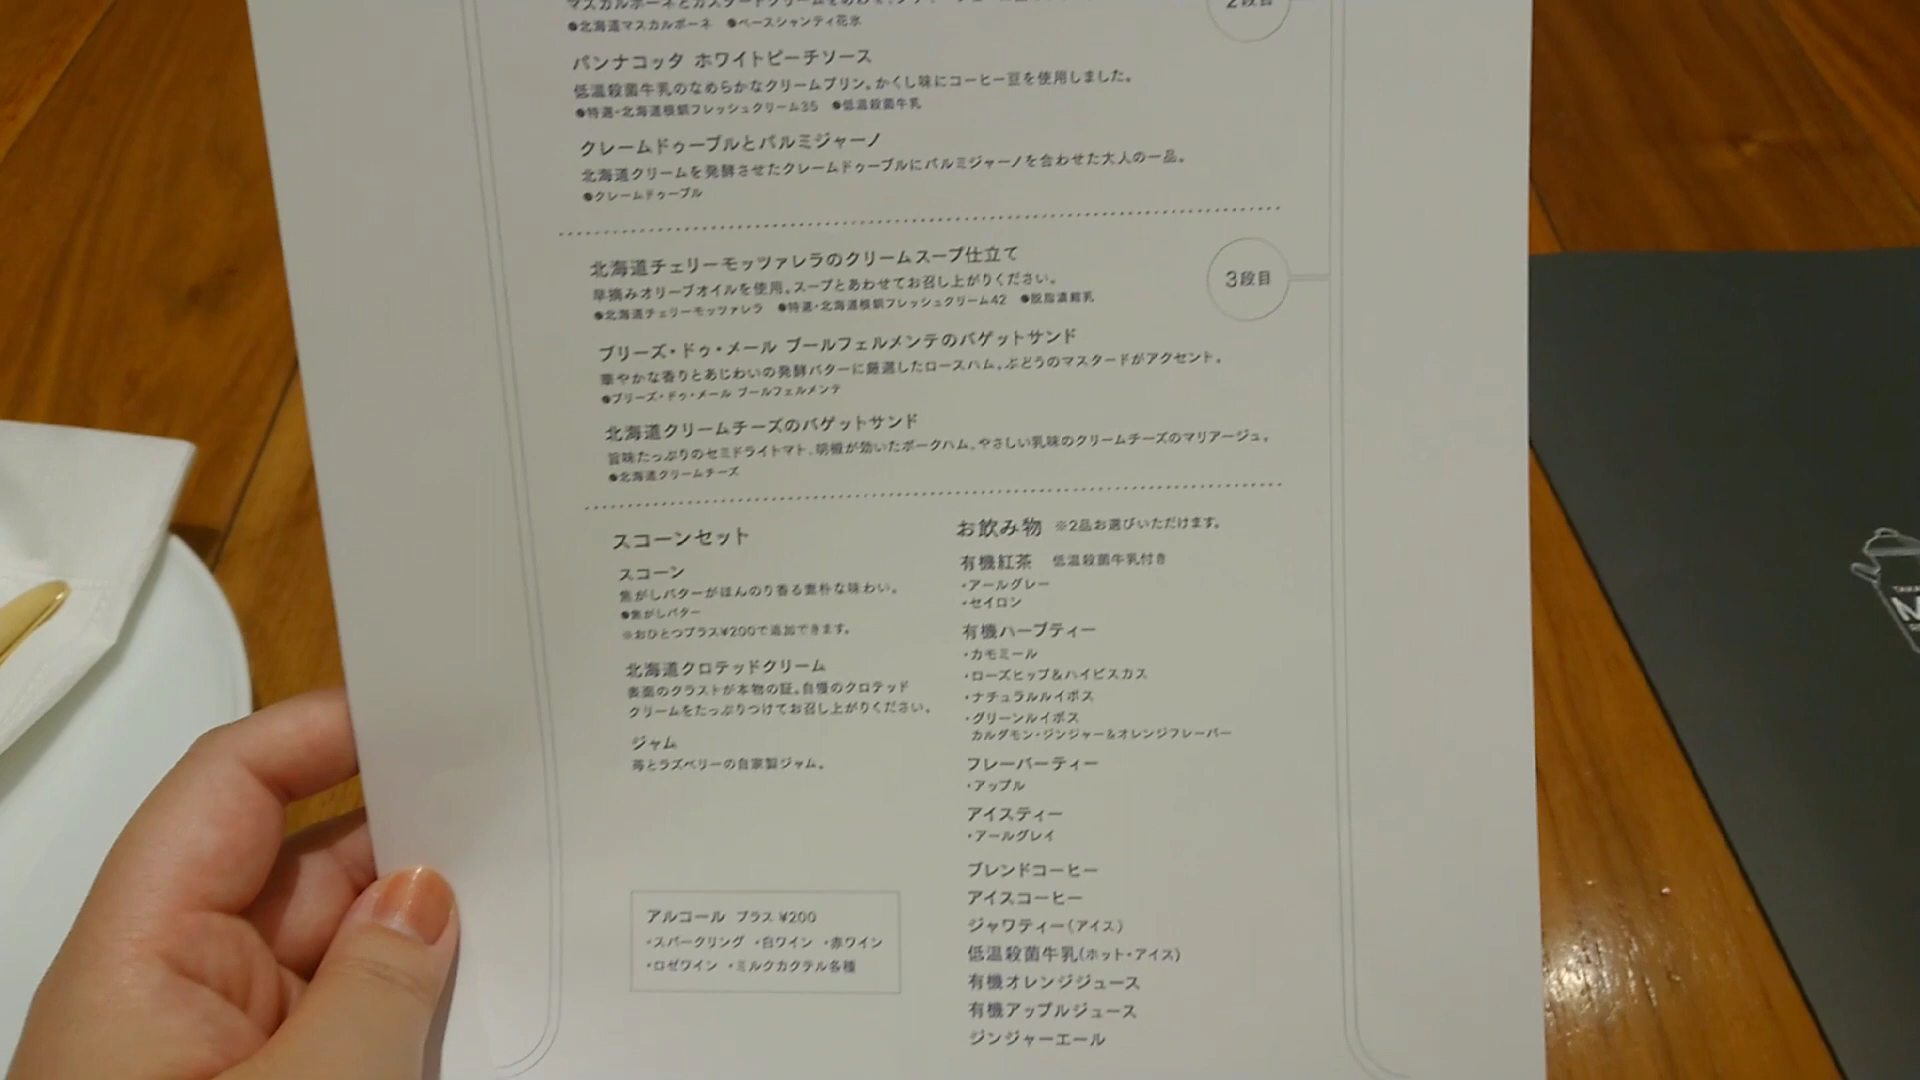 ●北海道マスカルポーネ ●ベースシャンティ花氷
2段目
パンナコッタ ホワイトピーチソース
低温殺菌牛乳のなめらかなクリームプリン。かくし味にコーヒー豆を使用しました。
●特選・北海道根釧フレッシュクリーム35 ●低温殺菌牛乳
クレームドゥーブルとパルミジャーノ
北海道クリームを発酵させたクレームドゥーブルにパルミジャーノを合わせた大人の一品。
●クレームドゥーブル
北海道チェリーモッツァレラのクリームスープ仕立て
3段目
早摘みオリーブオイルを使用。スープとあわせてお召し上がりください。
●北海道チェリーモッツァレラ ●特選・北海道根釧フレッシュクリーム42 ●脱脂濃縮乳
ブリーズ・ドゥ・メール ブールフェルメンテのバゲットサンド
華やかな香りとあじわいの発酵バターに厳選したロースハム。ぶどうのマスタードがアクセント。
●ブリーズ・ドゥ・メール ブールフェルメンテ
北海道クリームチーズのバゲットサンド
旨味たっぷりのセミドライトマト、胡椒が効いたポークハム。やさしい乳味のクリームチーズのマリアージュ。
●北海道クリームチーズ
スコーンセット
スコーン
焦がしバターがほんのり香る素朴な味わい。
●焦がしバター
※おひとつプラス¥200で追加できます。
北海道クロテッドクリーム
表面のクラストが本物の証。自慢のクロテッド
クリームをたっぷりつけてお召し上がりください。
ジャム
苺とラズベリーの自家製ジャム。
アルコール プラス ¥200
・スパークリング ・白ワイン ・赤ワイン
・ロゼワイン ・ミルクカクテル各種
お飲み物 ※2品お選びいただけます。
有機紅茶 低温殺菌牛乳付き
・アールグレー
・セイロン
有機ハーブティー
・カモミール
・ローズヒップ&ハイビスカス
・ナチュラルルイボス
・グリーンルイボス
カルダモン・ジンジャー&オレンジフレーバー
フレーバーティー
・アップル
アイスティー
・アールグレイ
ブレンドコーヒー
アイスコーヒー
ジャワティー(アイス)
低温殺菌牛乳(ホット・アイス)
有機オレンジジュース
有機アップルジュース
ジンジャーエール